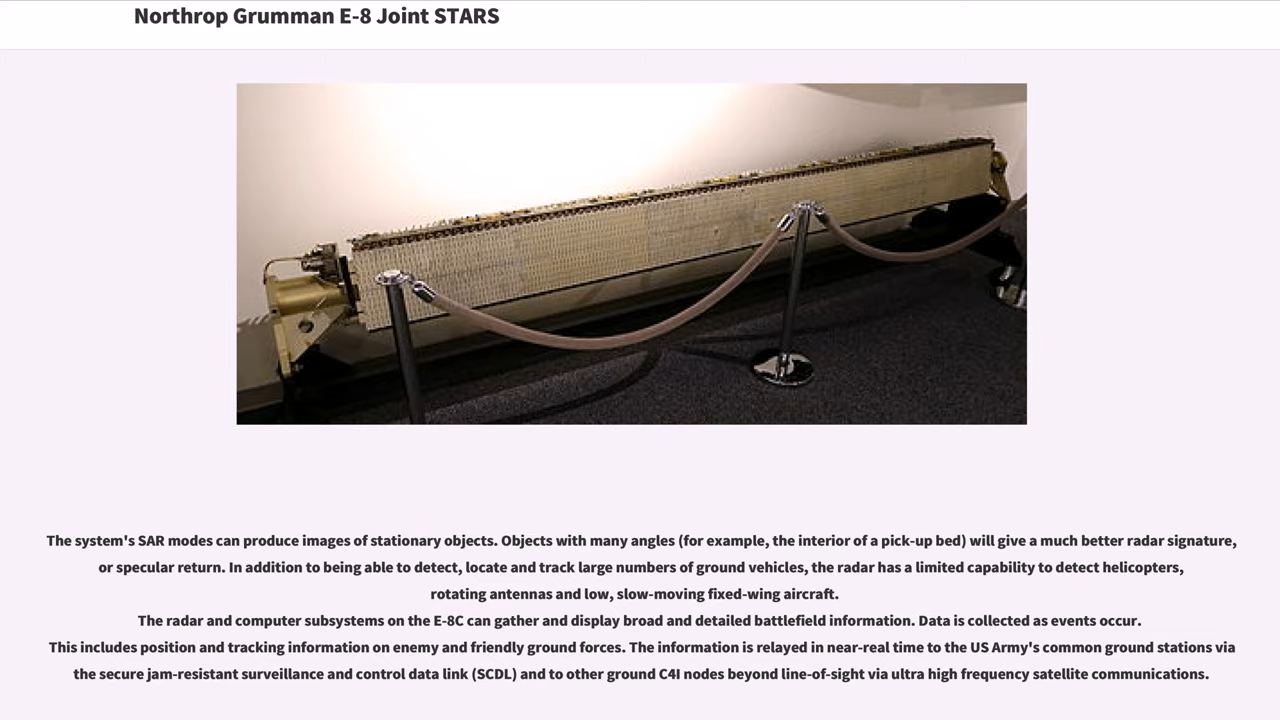 Northrop Grumman E-8 Joint STARS
The system's SAR modes can produce images of stationary objects. Objects with many angles (for example, the interior of a pick-up bed) will give a much better radar signature,
or specular return. In addition to being able to detect, locate and track large numbers of ground vehicles, the radar has a limited capability to detect helicopters,
rotating antennas and low, slow-moving fixed-wing aircraft.
The radar and computer subsystems on the E-8C can gather and display broad and detailed battlefield information. Data is collected as events occur.
This includes position and tracking information on enemy and friendly ground forces. The information is relayed in near-real time to the US Army's common ground stations via
the secure jam-resistant surveillance and control data link (SCDL) and to other ground C4I nodes beyond line-of-sight via ultra high frequency satellite communications.